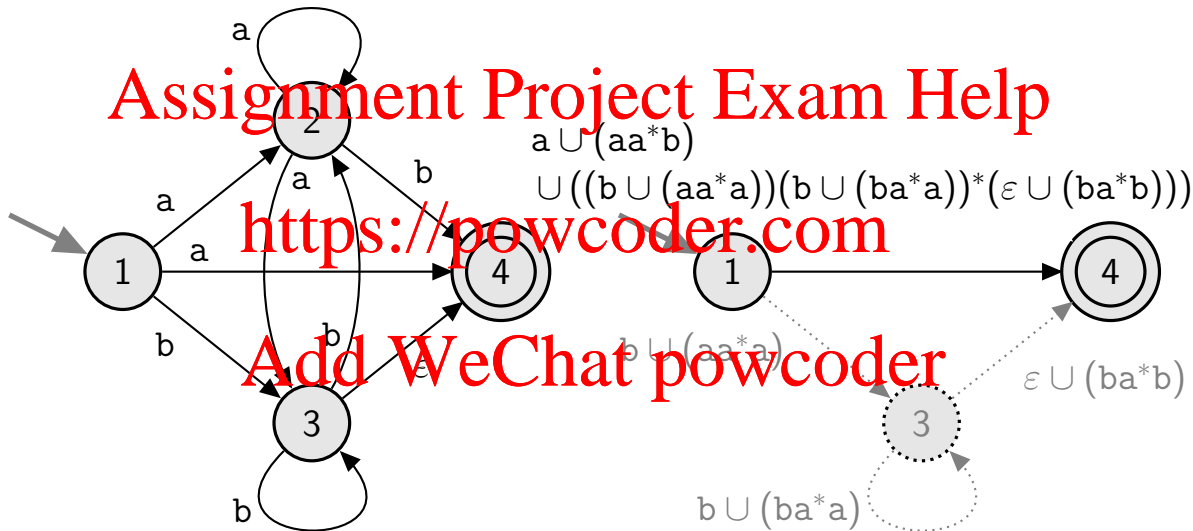 a
Assignment Project Exam Help
2
a ∪ (aa*b)
a
a
b
∪((b ∪ (aa*a))(b ∪ (ba*a))*(ε ∪ (ba*b)))
https://powcoder.com
a
1
4
1
4
b
b
ε
b ∪ (aa*a)
Add WeChat powcoder
ε ∪ (ba*b)
3
3
b
b ∪ (ba*a)